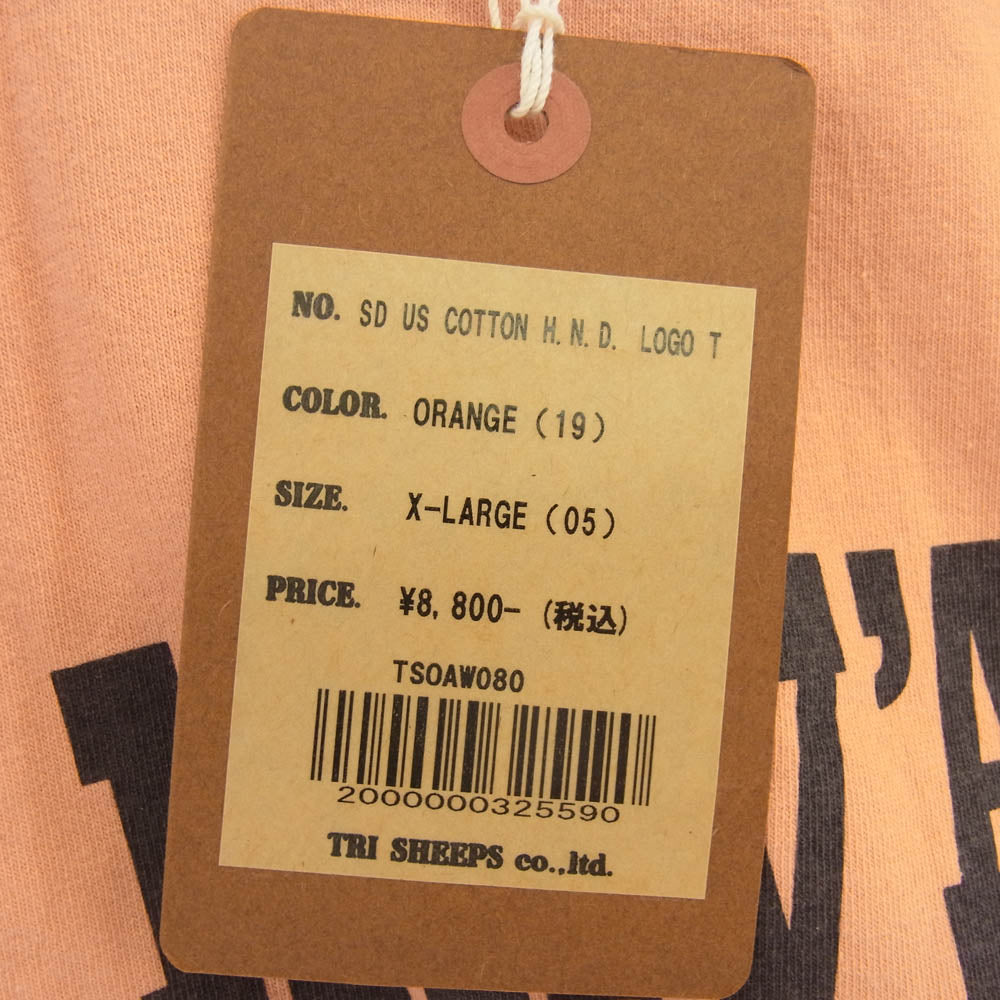 NO. SD US COTTON H.N.D. LOGO T
COLOR. ORANGE (19)
SIZE. X-LARGE (05)
PRICE. ¥8,800- (税込)
TSOAW080
2000000325590
TRI SHEEPS co.,ltd.